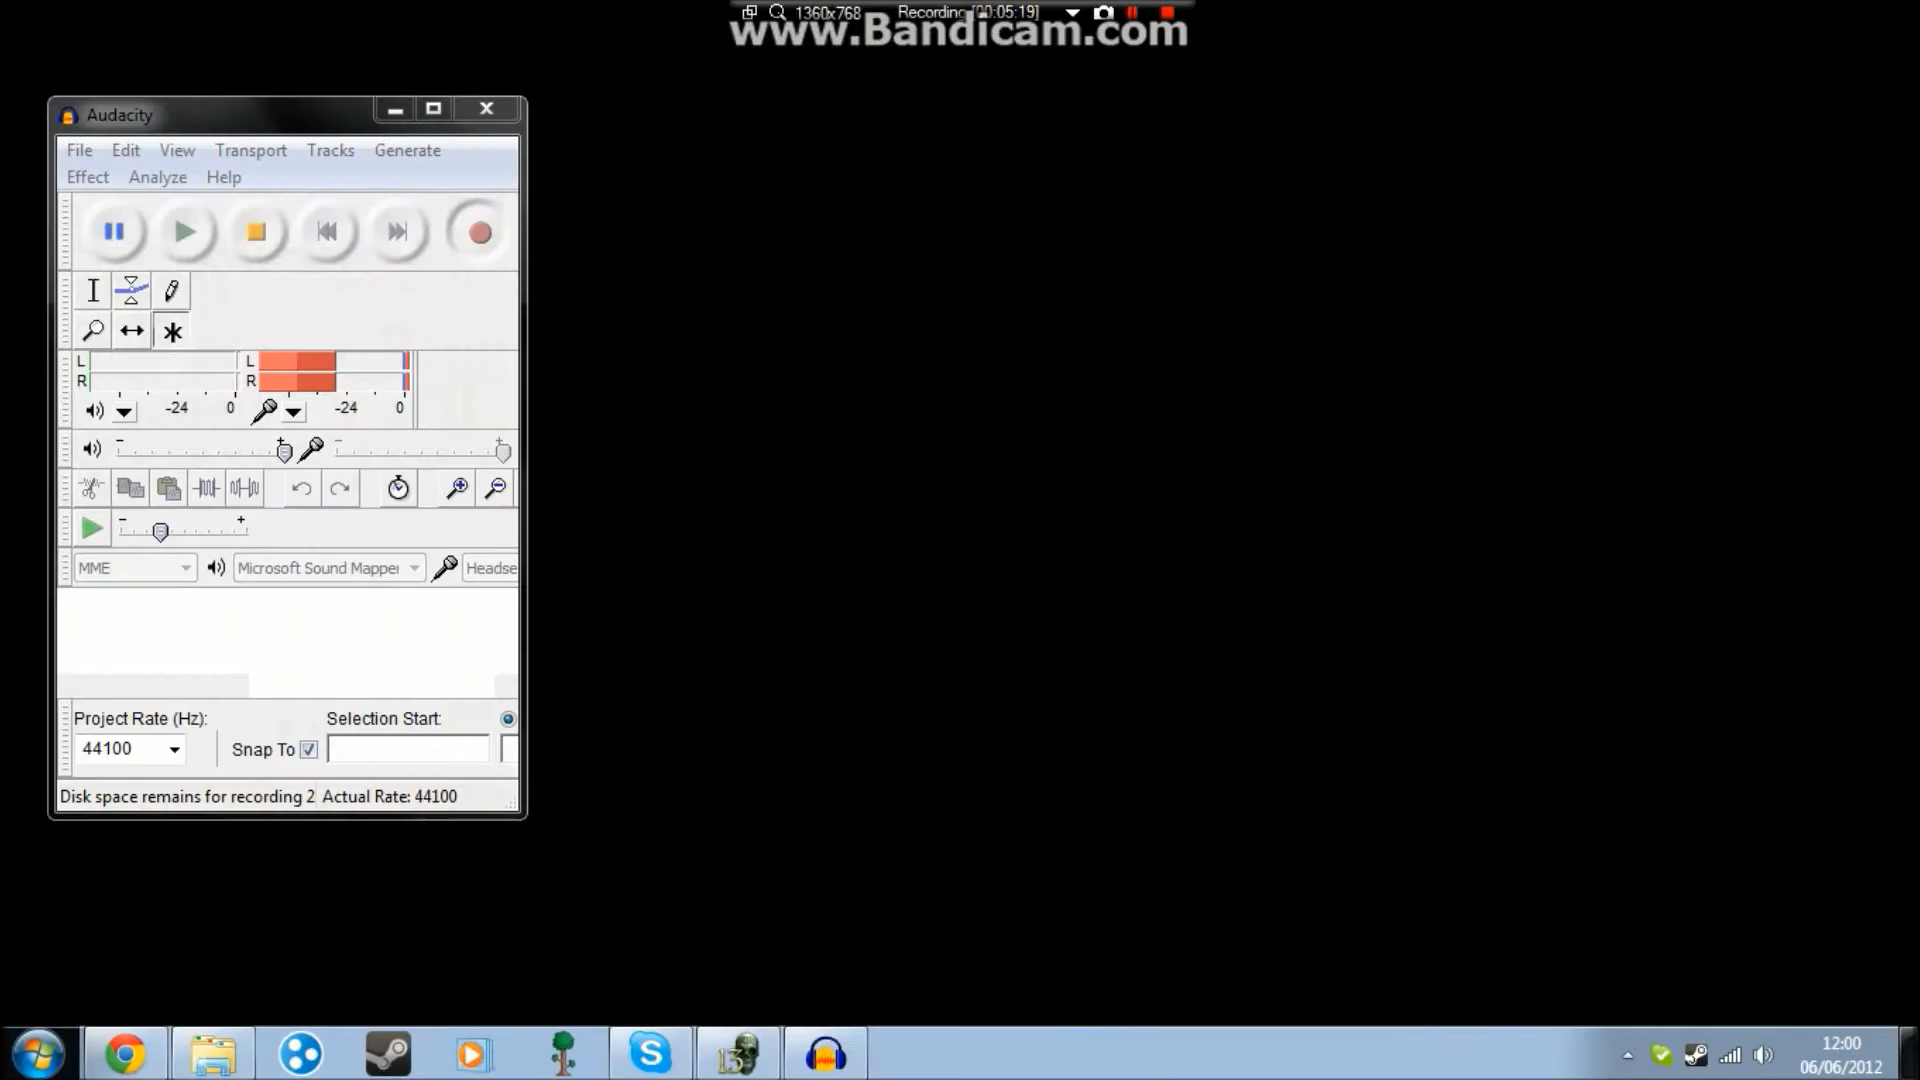 1360x768 Recording [00:05:19]
www.Bandicam.com
Audacity
File Edit View Transport Tracks Generate
Effect Analyze Help
L L
R R
-24 0 -24 0
- + - +
- +
MME Microsoft Sound Mapper Headse
Project Rate (Hz): Selection Start:
44100 Snap To
Disk space remains for recording 2 Actual Rate: 44100
13
12:00
06/06/2012